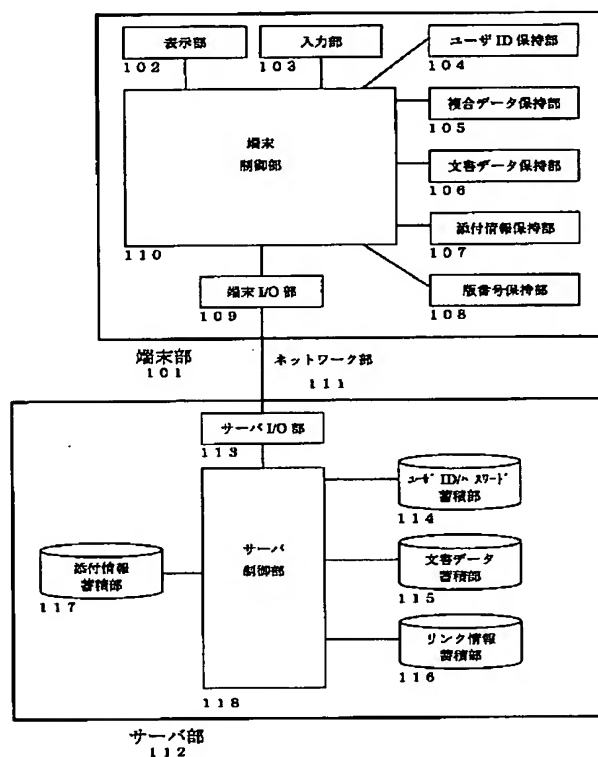 表示部
102
入力部
103
ユーザID保持部
104
複合データ保持部
105
文書データ保持部
106
添付情報保持部
107
版番号保持部
108
端末
制御部
110
端末I/O部
109
端末部
101
ネットワーク部
111
サーバI/O部
113
ユーザID/パスワード
蓄積部
114
文書データ
蓄積部
115
リンク情報
蓄積部
116
添付情報
蓄積部
117
サーバ
制御部
118
サーバ部
112